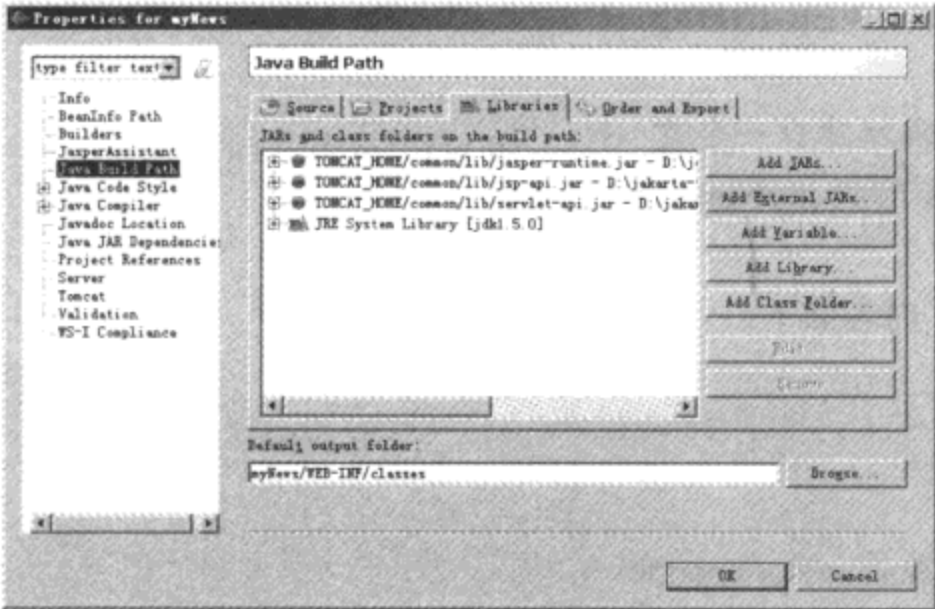 Properties for myNews
type filter text
Info
BeanInfo Path
Builders
JasperAssistant
Java Build Path
Java Code Style
Java Compiler
Javadoc Location
Java JAR Dependencies
Project References
Server
Tomcat
Validation
WS-I Compliance
Java Build Path
Source Projects Libraries Order and Export
JARs and class folders on the build path:
TOMCAT_HOME/common/lib/jasper-runtime.jar - D:\j
TOMCAT_HOME/common/lib/jsp-api.jar - D:\jakarta-
TOMCAT_HOME/common/lib/servlet-api.jar - D:\jakar
JRE System Library [jdk1.5.0]
Add JARs...
Add External JARs...
Add Variable...
Add Library...
Add Class Folder...
Edit...
Remove
Default output folder:
myNews/WEB-INF/classes
Browse...
OK
Cancel